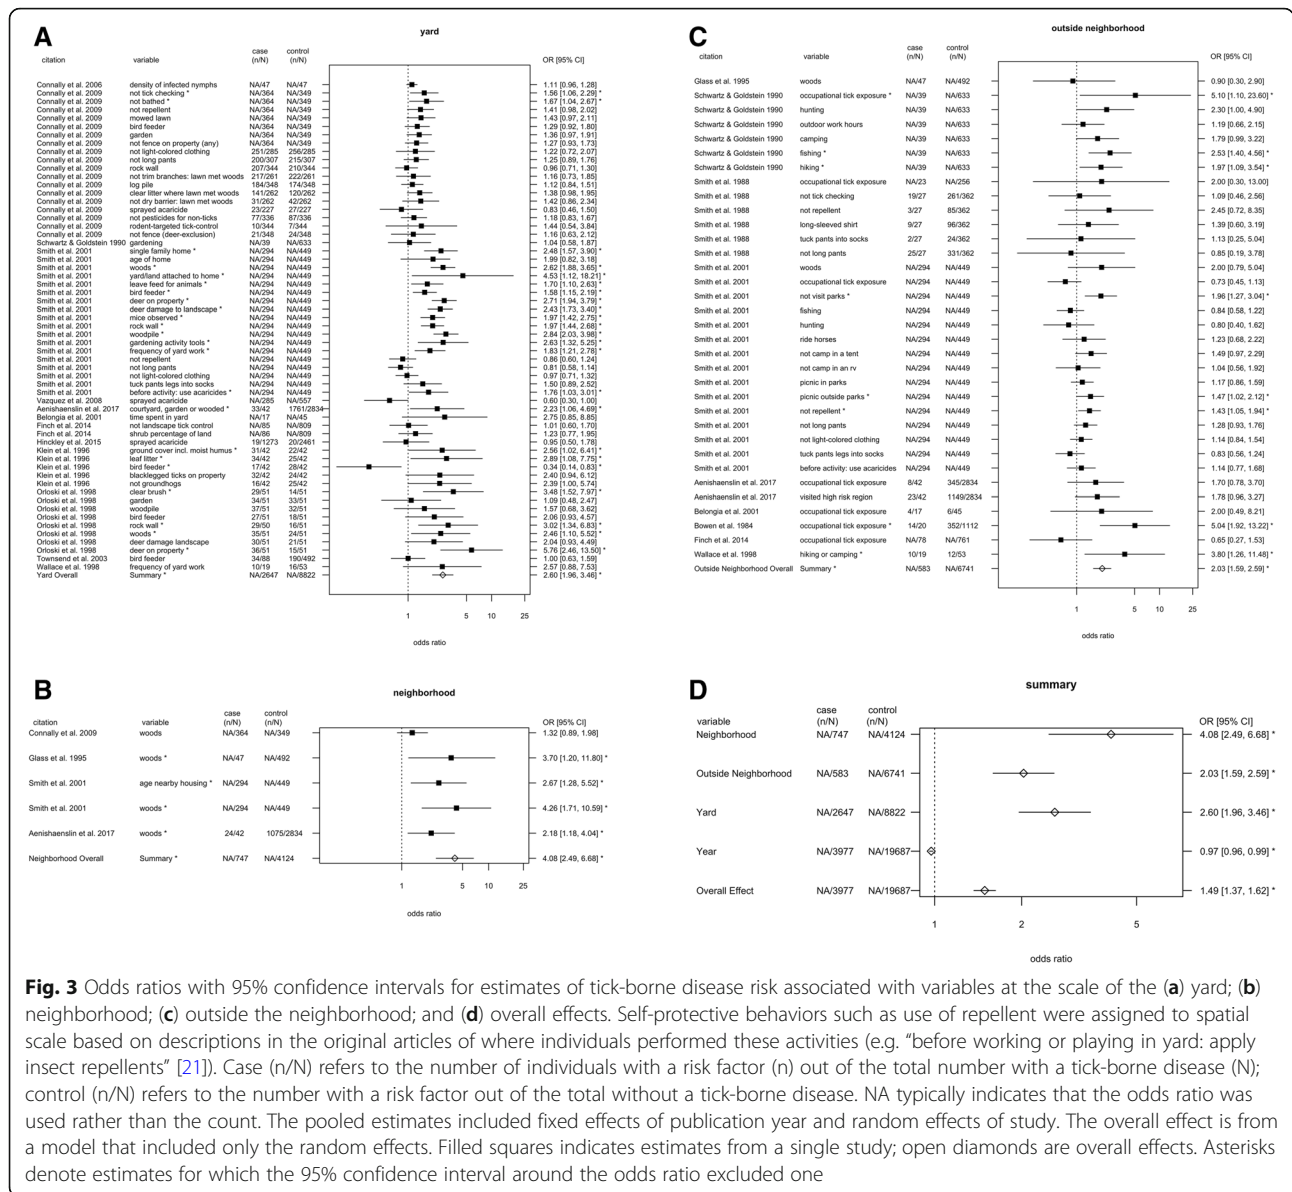 A
yard
citation variable case (n/N) control (n/N) OR [95% CI]
Connally et al. 2006 density of infected nymphs NA/47 NA/47 1.11 [0.96, 1.28]
Connally et al. 2009 not tick checking * NA/364 NA/349 1.56 [1.06, 2.29] *
Connally et al. 2009 not bathed * NA/364 NA/349 1.67 [1.04, 2.67] *
Connally et al. 2009 not repellent NA/364 NA/349 1.41 [0.98, 2.02]
Connally et al. 2009 mowed lawn NA/364 NA/349 1.43 [0.97, 2.11]
Connally et al. 2009 bird feeder NA/364 NA/349 1.29 [0.92, 1.80]
Connally et al. 2009 garden NA/364 NA/349 1.36 [0.97, 1.91]
Connally et al. 2009 not fence on property (any) NA/364 NA/349 1.27 [0.93, 1.73]
Connally et al. 2009 not light-colored clothing 251/285 256/285 1.22 [0.72, 2.07]
Connally et al. 2009 not long pants 200/307 215/307 1.25 [0.89, 1.76]
Connally et al. 2009 rock wall 207/344 210/344 0.96 [0.71, 1.30]
Connally et al. 2009 not trim branches: lawn met woods 217/261 222/261 1.16 [0.73, 1.85]
Connally et al. 2009 log pile 184/348 174/348 1.12 [0.84, 1.51]
Connally et al. 2009 clear litter where lawn met woods 141/262 120/262 1.38 [0.98, 1.95]
Connally et al. 2009 not dry barrier: lawn met woods 31/262 42/262 1.42 [0.86, 2.34]
Connally et al. 2009 sprayed acaricide 23/227 27/227 0.83 [0.46, 1.50]
Connally et al. 2009 not pesticides for non-ticks 77/336 87/336 1.18 [0.83, 1.67]
Connally et al. 2009 rodent-targeted tick-control 10/344 7/344 1.44 [0.54, 3.84]
Connally et al. 2009 not fence (deer-exclusion) 21/348 24/348 1.16 [0.63, 2.12]
Schwartz & Goldstein 1990 gardening NA/39 NA/633 1.04 [0.58, 1.87]
Smith et al. 2001 single family home * NA/294 NA/449 2.48 [1.57, 3.90] *
Smith et al. 2001 age of home NA/294 NA/449 1.99 [0.82, 3.18]
Smith et al. 2001 woods * NA/294 NA/449 2.62 [1.88, 3.65] *
Smith et al. 2001 yard/land attached to home * NA/294 NA/449 4.53 [1.12, 18.21] *
Smith et al. 2001 leave feed for animals * NA/294 NA/449 1.70 [1.10, 2.63] *
Smith et al. 2001 bird feeder * NA/294 NA/449 1.58 [1.15, 2.19] *
Smith et al. 2001 deer on property * NA/294 NA/449 2.71 [1.94, 3.79] *
Smith et al. 2001 deer damage to landscape * NA/294 NA/449 2.43 [1.73, 3.40] *
Smith et al. 2001 mice observed * NA/294 NA/449 1.97 [1.42, 2.75] *
Smith et al. 2001 rock wall * NA/294 NA/449 1.97 [1.44, 2.68] *
Smith et al. 2001 woodpile * NA/294 NA/449 2.84 [2.03, 3.98] *
Smith et al. 2001 gardening activity tools * NA/294 NA/449 2.63 [1.32, 5.25] *
Smith et al. 2001 frequency of yard work * NA/294 NA/449 1.83 [1.21, 2.78] *
Smith et al. 2001 not repellent NA/294 NA/449 0.86 [0.60, 1.24]
Smith et al. 2001 not long pants NA/294 NA/449 0.81 [0.58, 1.14]
Smith et al. 2001 not light-colored clothing NA/294 NA/449 0.97 [0.71, 1.32]
Smith et al. 2001 tuck pants legs into socks NA/294 NA/449 1.50 [0.89, 2.52]
Smith et al. 2001 before activity: use acaricides * NA/294 NA/449 1.76 [1.03, 3.01] *
Vazquez et al. 2008 sprayed acaricide NA/285 NA/557 0.60 [0.30, 1.00]
Aenishaenslin et al. 2017 courtyard, garden or wooded * 33/42 1761/2834 2.23 [1.06, 4.69] *
Belongia et al. 2001 time spent in yard NA/17 NA/45 2.75 [0.85, 8.85]
Finch et al. 2014 not landscape tick control NA/85 NA/809 1.01 [0.60, 1.70]
Finch et al. 2014 shrub percentage of land NA/86 NA/809 1.23 [0.77, 1.95]
Hinckley et al. 2015 sprayed acaricide 19/1273 20/2461 0.95 [0.50, 1.78]
Klein et al. 1996 ground cover incl. moist humus * 31/42 22/42 2.56 [1.02, 6.41] *
Klein et al. 1996 leaf litter * 34/42 25/42 2.89 [1.08, 7.75] *
Klein et al. 1996 bird feeder * 17/42 28/42 0.34 [0.14, 0.83] *
Klein et al. 1996 blacklegged ticks on property 32/42 24/42 2.40 [0.94, 6.12]
Klein et al. 1996 not groundhogs 16/42 25/42 2.39 [1.00, 5.74]
Orloski et al. 1998 clear brush * 29/51 14/51 3.48 [1.52, 7.97] *
Orloski et al. 1998 garden 34/51 33/51 1.09 [0.48, 2.47]
Orloski et al. 1998 woodpile 37/51 32/51 1.57 [0.68, 3.62]
Orloski et al. 1998 bird feeder 27/51 18/51 2.06 [0.93, 4.57]
Orloski et al. 1998 rock wall * 29/50 16/51 3.02 [1.34, 6.83] *
Orloski et al. 1998 woods * 35/51 24/51 2.46 [1.10, 5.52] *
Orloski et al. 1998 deer damage landscape 30/51 21/51 2.04 [0.93, 4.49]
Orloski et al. 1998 deer on property * 36/51 15/51 5.76 [2.46, 13.50] *
Townsend et al. 2003 bird feeder 34/88 190/492 1.00 [0.63, 1.59]
Wallace et al. 1998 frequency of yard work 10/19 16/53 2.57 [0.88, 7.53]
Yard Overall Summary * NA/2647 NA/8822 2.60 [1.96, 3.46] *
1 5 10 25
odds ratio
B
neighborhood
citation variable case (n/N) control (n/N) OR [95% CI]
Connally et al. 2009 woods NA/364 NA/349 1.32 [0.89, 1.98]
Glass et al. 1995 woods * NA/47 NA/492 3.70 [1.20, 11.80] *
Smith et al. 2001 age nearby housing * NA/294 NA/449 2.67 [1.28, 5.52] *
Smith et al. 2001 woods * NA/294 NA/449 4.26 [1.71, 10.59] *
Aenishaenslin et al. 2017 woods * 24/42 1075/2834 2.18 [1.18, 4.04] *
Neighborhood Overall Summary * NA/747 NA/4124 4.08 [2.49, 6.68] *
1 5 10 25
odds ratio
C
outside neighborhood
citation variable case (n/N) control (n/N) OR [95% CI]
Glass et al. 1995 woods NA/47 NA/492 0.90 [0.30, 2.90]
Schwartz & Goldstein 1990 occupational tick exposure * NA/39 NA/633 5.10 [1.10, 23.60] *
Schwartz & Goldstein 1990 hunting NA/39 NA/633 2.30 [1.00, 4.90]
Schwartz & Goldstein 1990 outdoor work hours NA/39 NA/633 1.19 [0.66, 2.15]
Schwartz & Goldstein 1990 camping NA/39 NA/633 1.79 [0.99, 3.22]
Schwartz & Goldstein 1990 fishing * NA/39 NA/633 2.53 [1.40, 4.56] *
Schwartz & Goldstein 1990 hiking * NA/39 NA/633 1.97 [1.09, 3.54] *
Smith et al. 1988 occupational tick exposure NA/23 NA/256 2.00 [0.30, 13.00]
Smith et al. 1988 not tick checking 19/27 261/362 1.09 [0.46, 2.56]
Smith et al. 1988 not repellent 3/27 85/362 2.45 [0.72, 8.35]
Smith et al. 1988 long-sleeved shirt 9/27 96/362 1.39 [0.60, 3.19]
Smith et al. 1988 tuck pants into socks 2/27 24/362 1.13 [0.25, 5.04]
Smith et al. 1988 not long pants 25/27 331/362 0.85 [0.19, 3.78]
Smith et al. 2001 woods NA/294 NA/449 2.00 [0.79, 5.04]
Smith et al. 2001 occupational tick exposure NA/294 NA/449 0.73 [0.45, 1.13]
Smith et al. 2001 not visit parks * NA/294 NA/449 1.96 [1.27, 3.04] *
Smith et al. 2001 fishing NA/294 NA/449 0.84 [0.58, 1.22]
Smith et al. 2001 hunting NA/294 NA/449 0.80 [0.40, 1.62]
Smith et al. 2001 ride horses NA/294 NA/449 1.23 [0.68, 2.22]
Smith et al. 2001 not camp in a tent NA/294 NA/449 1.49 [0.97, 2.29]
Smith et al. 2001 not camp in an rv NA/294 NA/449 1.04 [0.56, 1.92]
Smith et al. 2001 picnic in parks NA/294 NA/449 1.17 [0.86, 1.59]
Smith et al. 2001 picnic outside parks * NA/294 NA/449 1.47 [1.02, 2.12] *
Smith et al. 2001 not repellent * NA/294 NA/449 1.43 [1.05, 1.94] *
Smith et al. 2001 not long pants NA/294 NA/449 1.28 [0.93, 1.76]
Smith et al. 2001 not light-colored clothing NA/294 NA/449 1.14 [0.84, 1.54]
Smith et al. 2001 tuck pants legs into socks NA/294 NA/449 0.83 [0.56, 1.24]
Smith et al. 2001 before activity: use acaricides NA/294 NA/449 1.14 [0.77, 1.68]
Aenishaenslin et al. 2017 occupational tick exposure 8/42 345/2834 1.70 [0.78, 3.70]
Aenishaenslin et al. 2017 visited high risk region 23/42 1149/2834 1.78 [0.96, 3.27]
Belongia et al. 2001 occupational tick exposure 4/17 6/45 2.00 [0.49, 8.21]
Bowen et al. 1984 occupational tick exposure * 14/20 352/1112 5.04 [1.92, 13.22] *
Finch et al. 2014 occupational tick exposure NA/78 NA/761 0.65 [0.27, 1.53]
Wallace et al. 1998 hiking or camping * 10/19 12/53 3.80 [1.26, 11.48] *
Outside Neighborhood Overall Summary * NA/583 NA/6741 2.03 [1.59, 2.59] *
1 5 10 25
odds ratio
D
summary
variable case (n/N) control (n/N) OR [95% CI]
Neighborhood NA/747 NA/4124 4.08 [2.49, 6.68] *
Outside Neighborhood NA/583 NA/6741 2.03 [1.59, 2.59] *
Yard NA/2647 NA/8822 2.60 [1.96, 3.46] *
Year NA/3977 NA/19687 0.97 [0.96, 0.99] *
Overall Effect NA/3977 NA/19687 1.49 [1.37, 1.62] *
1 2 5
odds ratio
Fig. 3 Odds ratios with 95% confidence intervals for estimates of tick-borne disease risk associated with variables at the scale of the (a) yard; (b)
neighborhood; (c) outside the neighborhood; and (d) overall effects. Self-protective behaviors such as use of repellent were assigned to spatial
scale based on descriptions in the original articles of where individuals performed these activities (e.g. “before working or playing in yard: apply
insect repellents” [21]). Case (n/N) refers to the number of individuals with a risk factor (n) out of the total number with a tick-borne disease (N);
control (n/N) refers to the number with a risk factor out of the total without a tick-borne disease. NA typically indicates that the odds ratio was
used rather than the count. The pooled estimates included fixed effects of publication year and random effects of study. The overall effect is from
a model that included only the random effects. Filled squares indicates estimates from a single study; open diamonds are overall effects. Asterisks
denote estimates for which the 95% confidence interval around the odds ratio excluded one